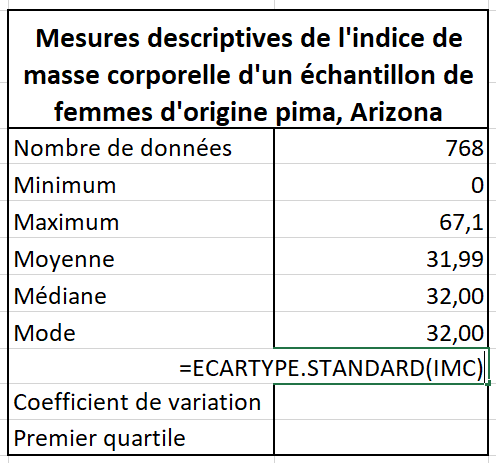 Mesures descriptives de l'indice de
masse corporelle d'un échantillon de
femmes d'origine pima, Arizona
Nombre de données 768
Minimum 0
Maximum 67,1
Moyenne 31,99
Médiane 32,00
Mode 32,00
=ECARTYPE.STANDARD(IMC)
Coefficient de variation
Premier quartile